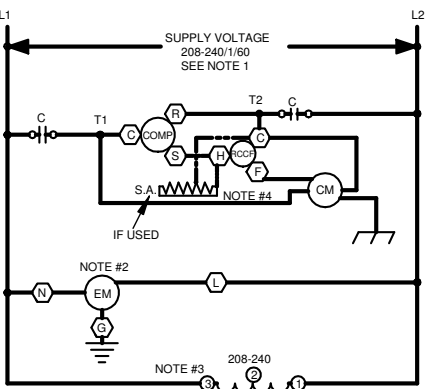 L1
L2
SUPPLY VOLTAGE
208-240/1/60
SEE NOTE 1
C
T1
C
COMP
R
S
T2
C
C
H
RCCF
F
S.A.
NOTE #4
CM
IF USED
NOTE #2
N
EM
L
G
NOTE #3
208-240
3
2
1